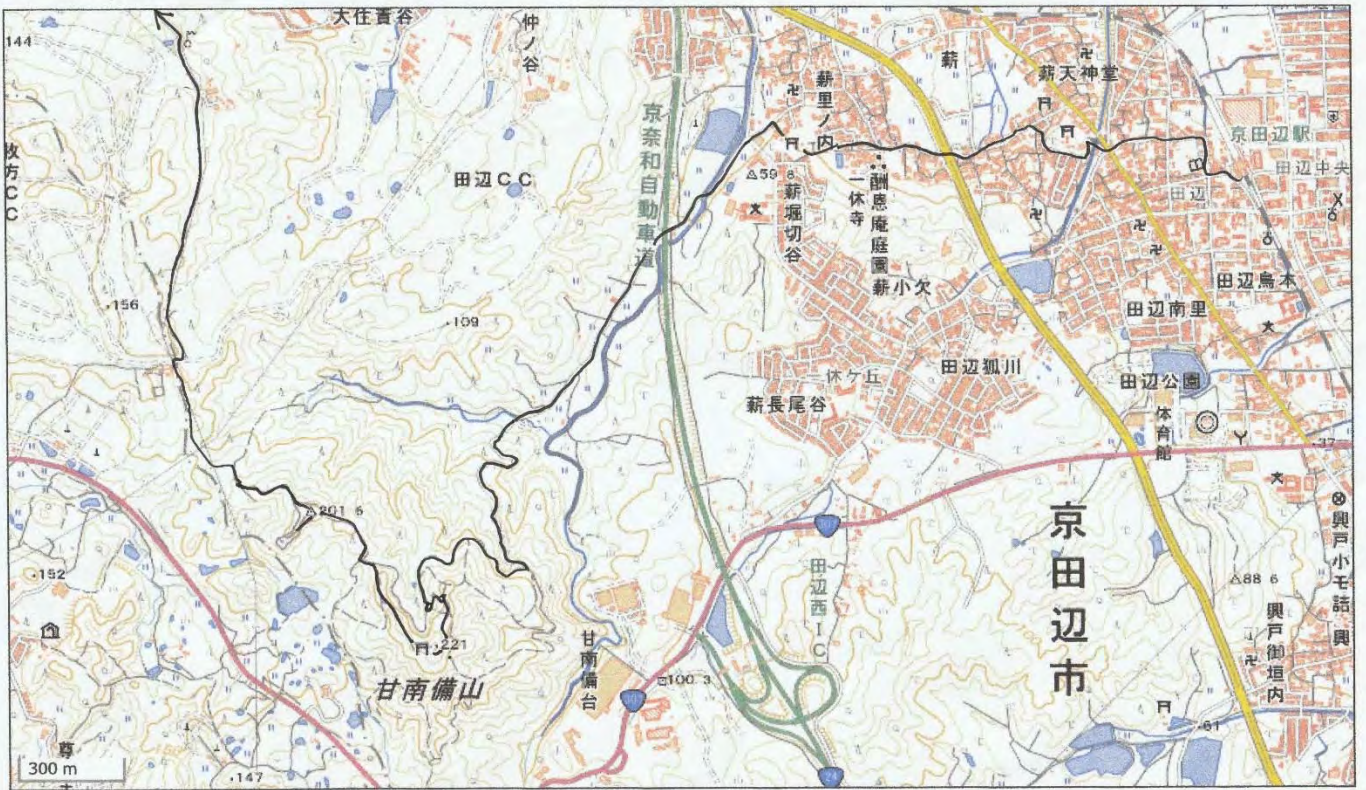 大住責谷
仲ノ谷
144
薪
薪天神堂
薪里ノ内
京奈和自動車道
京田辺駅
田辺中央
田辺
枚方CC
田辺CC
59 8
酬恩庵庭園
一休寺
薪堀切谷
薪小欠
田辺鳥本
田辺南里
156
109
休ケ丘
田辺狐川
田辺公園
薪長尾谷
体育館
37
201 6
京田辺市
興戸小モ詰
興
152
田辺西IC
88 6
興戸御垣内
221
甘南備山
甘南備台
100 3
61
尊
147
300 m